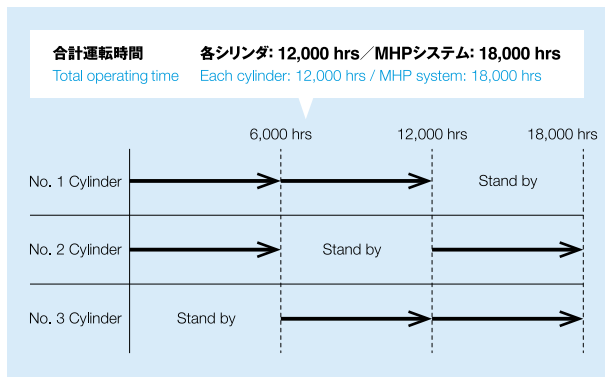 合計運転時間 各シリンダ: 12,000 hrs／MHPシステム: 18,000 hrs
Total operating time Each cylinder: 12,000 hrs / MHP system: 18,000 hrs
6,000 hrs 12,000 hrs 18,000 hrs
No. 1 Cylinder Stand by
No. 2 Cylinder Stand by
No. 3 Cylinder Stand by